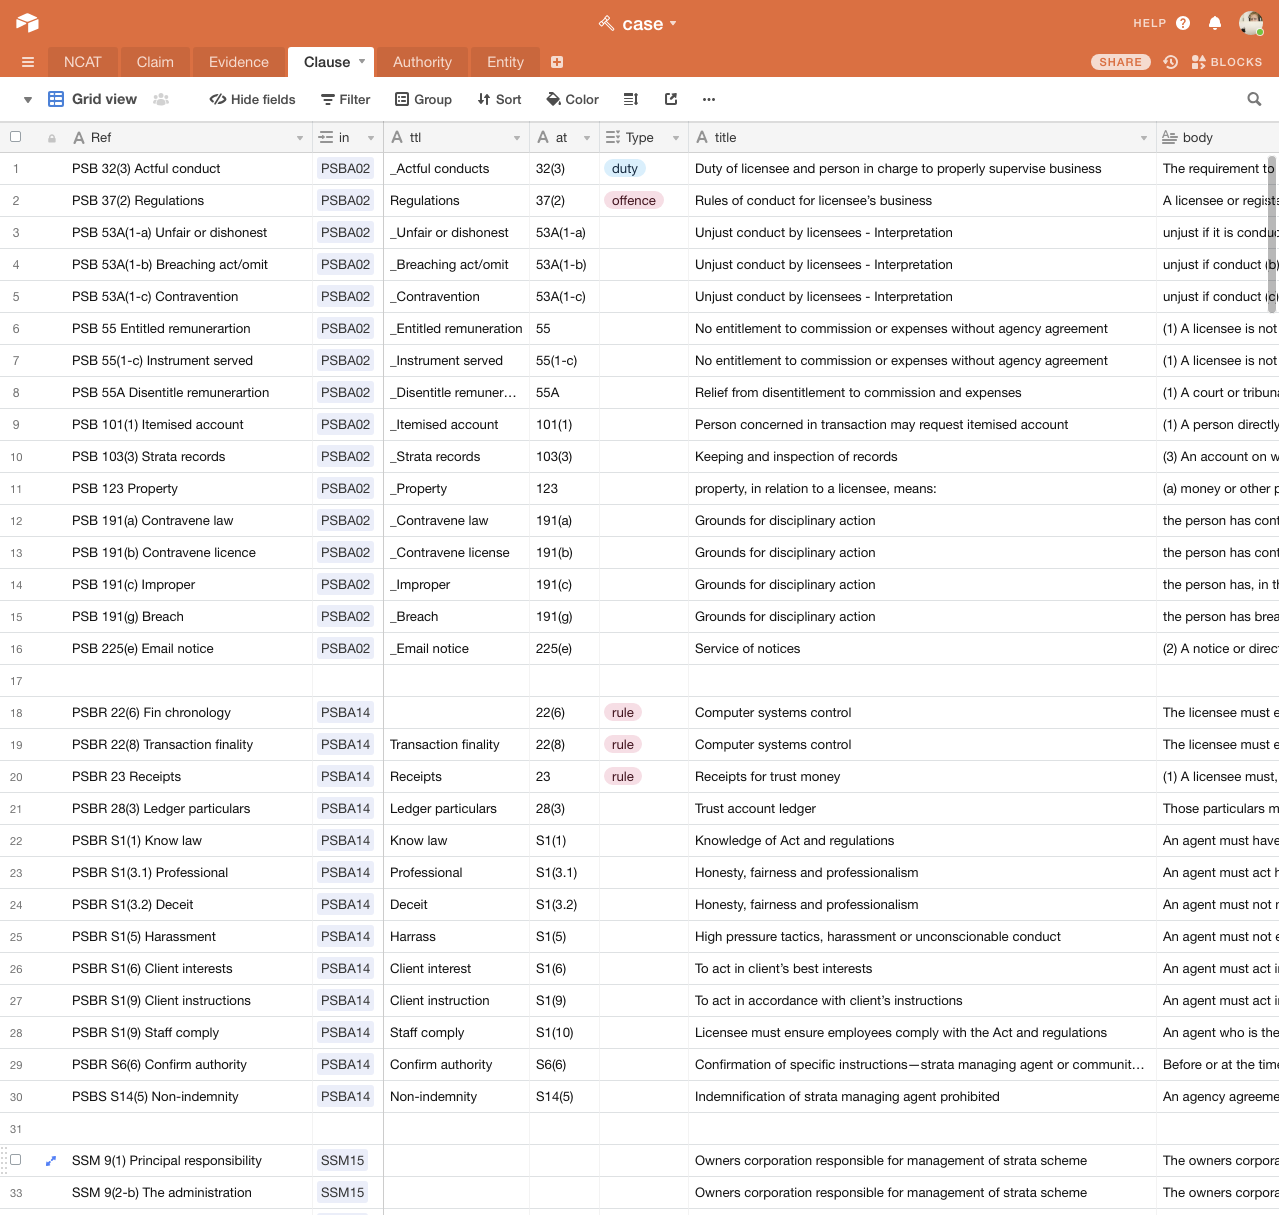 case
HELP
NCAT Claim Evidence Clause Authority Entity SHARE BLOCKS
Grid view Hide fields Filter Group Sort Color
Ref in ttl at Type title body
1 PSB 32(3) Actful conduct PSBA02 _Actful conducts 32(3) duty Duty of licensee and person in charge to properly supervise business The requirement to
2 PSB 37(2) Regulations PSBA02 Regulations 37(2) offence Rules of conduct for licensee's business A licensee or regist
3 PSB 53A(1-a) Unfair or dishonest PSBA02 _Unfair or dishonest 53A(1-a) Unjust conduct by licensees - Interpretation unjust if it is condu
4 PSB 53A(1-b) Breaching act/omit PSBA02 _Breaching act/omit 53A(1-b) Unjust conduct by licensees - Interpretation unjust if conduct (b)
5 PSB 53A(1-c) Contravention PSBA02 _Contravention 53A(1-c) Unjust conduct by licensees - Interpretation unjust if conduct (c)
6 PSB 55 Entitled remunerartion PSBA02 _Entitled remuneration 55 No entitlement to commission or expenses without agency agreement (1) A licensee is not
7 PSB 55(1-c) Instrument served PSBA02 _Instrument served 55(1-c) No entitlement to commission or expenses without agency agreement (1) A licensee is not
8 PSB 55A Disentitle remunerartion PSBA02 _Disentitle remuner... 55A Relief from disentitlement to commission and expenses (1) A court or tribuna
9 PSB 101(1) Itemised account PSBA02 _Itemised account 101(1) Person concerned in transaction may request itemised account (1) A person directly
10 PSB 103(3) Strata records PSBA02 _Strata records 103(3) Keeping and inspection of records (3) An account on w
11 PSB 123 Property PSBA02 _Property 123 property, in relation to a licensee, means: (a) money or other p
12 PSB 191(a) Contravene law PSBA02 _Contravene law 191(a) Grounds for disciplinary action the person has cont
13 PSB 191(b) Contravene licence PSBA02 _Contravene license 191(b) Grounds for disciplinary action the person has cont
14 PSB 191(c) Improper PSBA02 _Improper 191(c) Grounds for disciplinary action the person has, in th
15 PSB 191(g) Breach PSBA02 _Breach 191(g) Grounds for disciplinary action the person has brea
16 PSB 225(e) Email notice PSBA02 _Email notice 225(e) Service of notices (2) A notice or direc
17
18 PSBR 22(6) Fin chronology PSBA14 22(6) rule Computer systems control The licensee must e
19 PSBR 22(8) Transaction finality PSBA14 Transaction finality 22(8) rule Computer systems control The licensee must e
20 PSBR 23 Receipts PSBA14 Receipts 23 rule Receipts for trust money (1) A licensee must,
21 PSBR 28(3) Ledger particulars PSBA14 Ledger particulars 28(3) Trust account ledger Those particulars m
22 PSBR S1(1) Know law PSBA14 Know law S1(1) Knowledge of Act and regulations An agent must have
23 PSBR S1(3.1) Professional PSBA14 Professional S1(3.1) Honesty, fairness and professionalism An agent must act h
24 PSBR S1(3.2) Deceit PSBA14 Deceit S1(3.2) Honesty, fairness and professionalism An agent must not r
25 PSBR S1(5) Harassment PSBA14 Harrass S1(5) High pressure tactics, harassment or unconscionable conduct An agent must not e
26 PSBR S1(6) Client interests PSBA14 Client interest S1(6) To act in client's best interests An agent must act i
27 PSBR S1(9) Client instructions PSBA14 Client instruction S1(9) To act in accordance with client's instructions An agent must act i
28 PSBR S1(9) Staff comply PSBA14 Staff comply S1(10) Licensee must ensure employees comply with the Act and regulations An agent who is the
29 PSBR S6(6) Confirm authority PSBA14 Confirm authority S6(6) Confirmation of specific instructions—strata managing agent or communit... Before or at the time
30 PSBS S14(5) Non-indemnity PSBA14 Non-indemnity S14(5) Indemnification of strata managing agent prohibited An agency agreeme
31
SSM 9(1) Principal responsibility SSM15 Owners corporation responsible for management of strata scheme The owners corpora
33 SSM 9(2-b) The administration SSM15 Owners corporation responsible for management of strata scheme The owners corpora